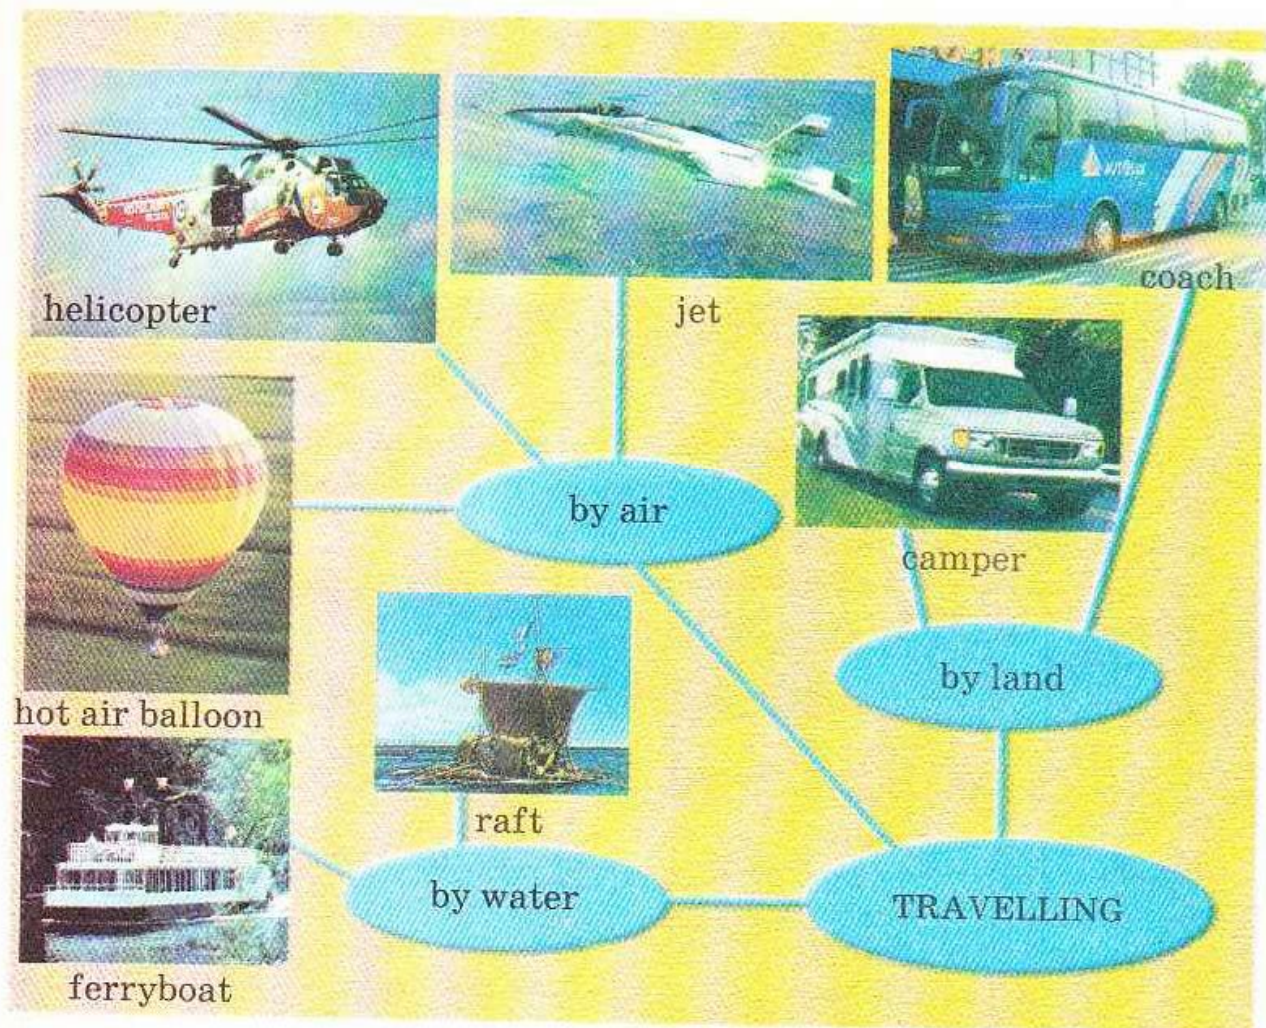 helicopter
jet
coach
camper
by air
by land
hot air balloon
raft
by water
TRAVELLING
ferryboat